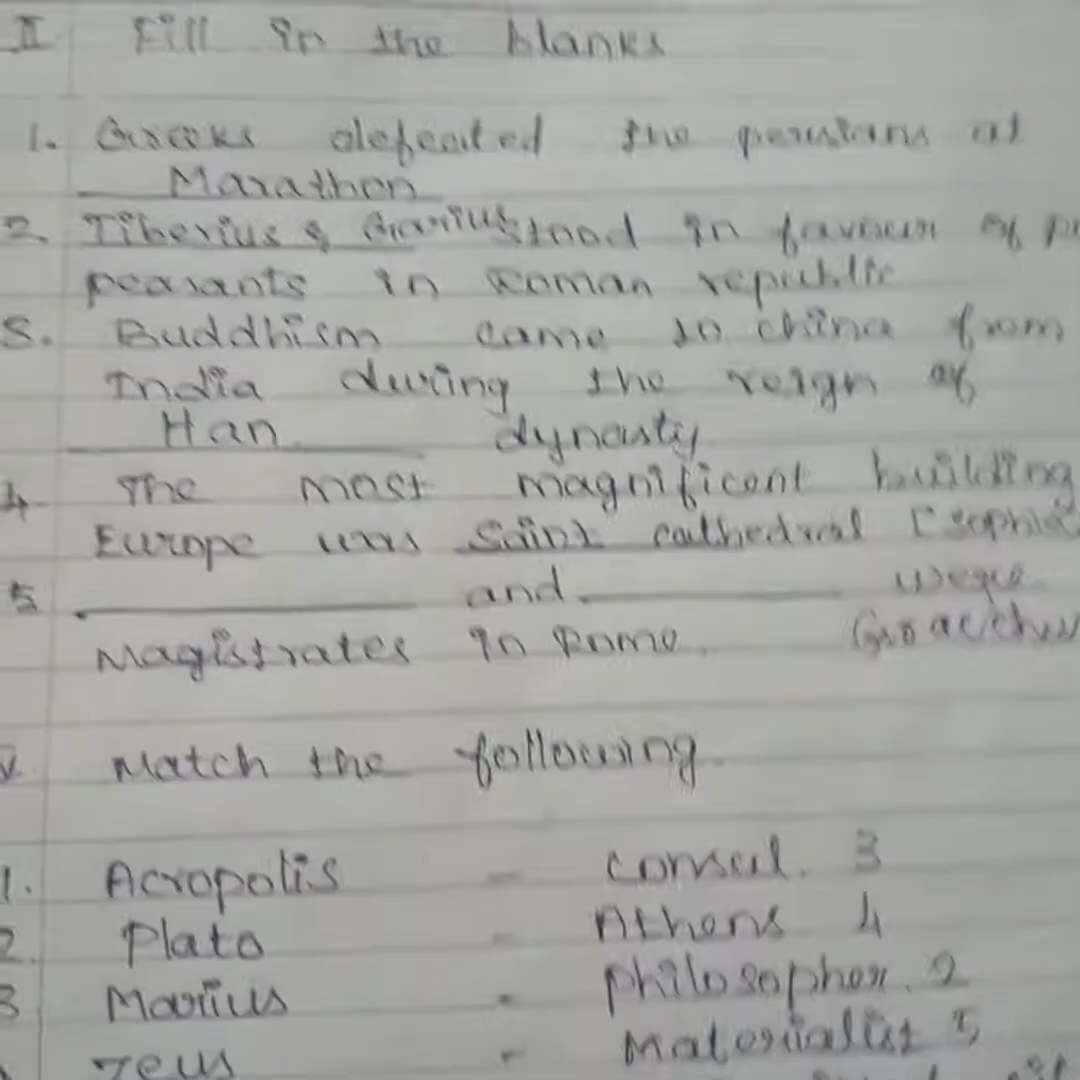 II Fill in the blanks
1. Greeks defeated the persians at
Marathon
2. Tiberius & Garius stood in favour of
peasants in Roman republic
3. Buddhism came to china from
India during the reign of
Han dynasty
4 The most magnificent building
Europe was Saint cathedral [Sophia
5 and were
Magistrates in Rome.
Match the following.
1. Acropolis - Consul. 3
2. Plato - Athens 4
3 Marius - philosopher. 2
Zeus - Materialist 5